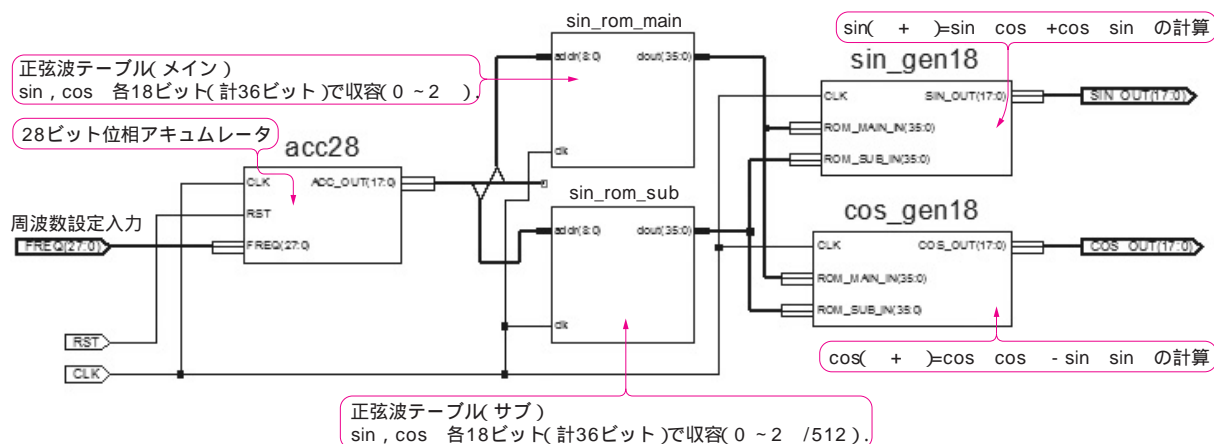 sin_rom_main
sin( + )=sin cos +cos sin の計算
正弦波テーブル(メイン)
sin , cos 各18ビット(計36ビット)で収容(0 ~2 ).
addr(8:0)
dout(35:0)
clk
sin_gen18
CLK
SIN_OUT(17:0)
ROM_MAIN_IN(35:0)
ROM_SUB_IN(35:0)
SIN_OUT(17:0)
28ビット位相アキュムレータ
acc28
CLK
ACC_OUT(17:0)
RST
FREQ(27:0)
周波数設定入力
FREQ(27:0)
sin_rom_sub
addr(8:0)
dout(35:0)
clk
cos_gen18
CLK
COS_OUT(17:0)
ROM_MAIN_IN(35:0)
ROM_SUB_IN(35:0)
COS_OUT(17:0)
RST
CLK
cos( + )=cos cos - sin sin の計算
正弦波テーブル(サブ)
sin , cos 各18ビット(計36ビット)で収容(0 ~2 /512).